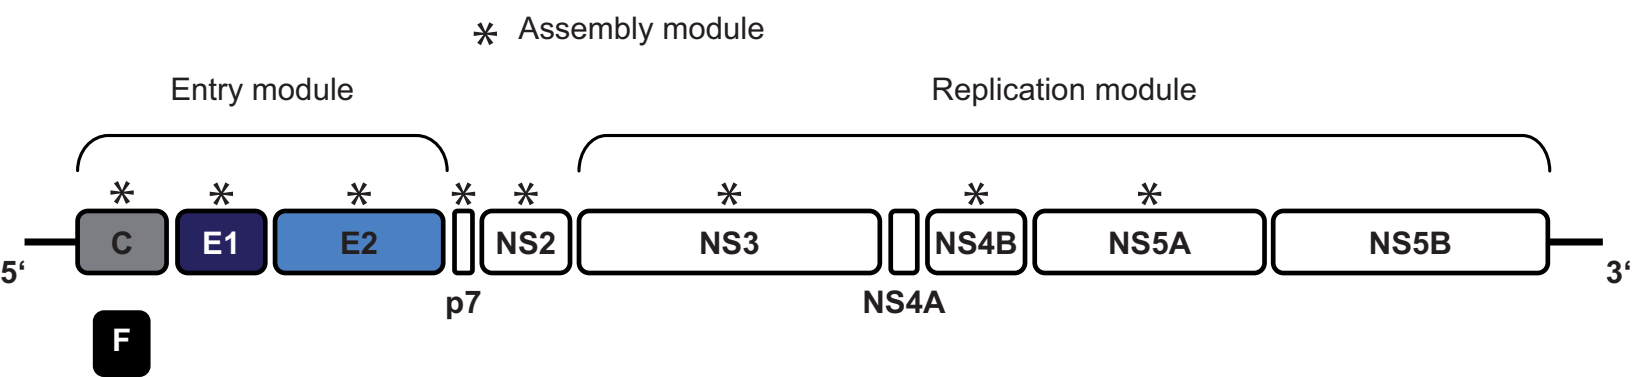 * Assembly module
Entry module
Replication module
* * * * * * * *
C E1 E2 NS2 NS3 NS4B NS5A NS5B
5‘ 3‘
p7 NS4A
F